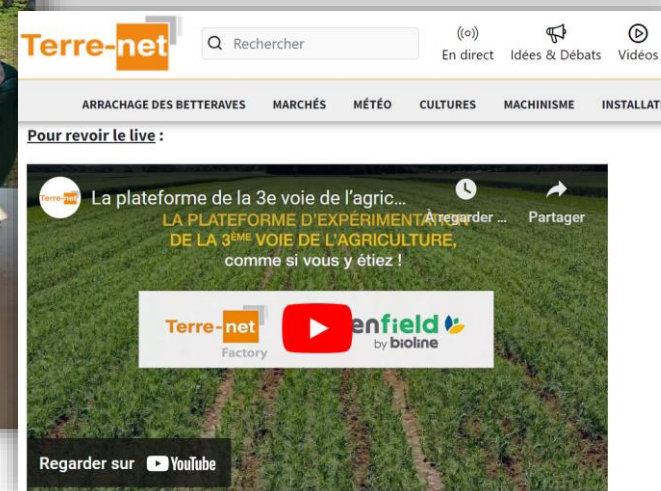 Terre-net
Rechercher
En direct
Idées & Débats
Vidéos
ARRACHAGE DES BETTERAVES MARCHÉS MÉTÉO CULTURES MACHINISME
Pour revoir le live :
Terre-net
La plateforme de la 3e voie de l'agric...
À regarder ...
Partager
LA PLATEFORME D'EXPÉRIMENTATION
DE LA 3ÈME VOIE DE L'AGRICULTURE,
comme si vous y étiez !
Terre-net
Factory
enfield
by bioline
Regarder sur YouTube